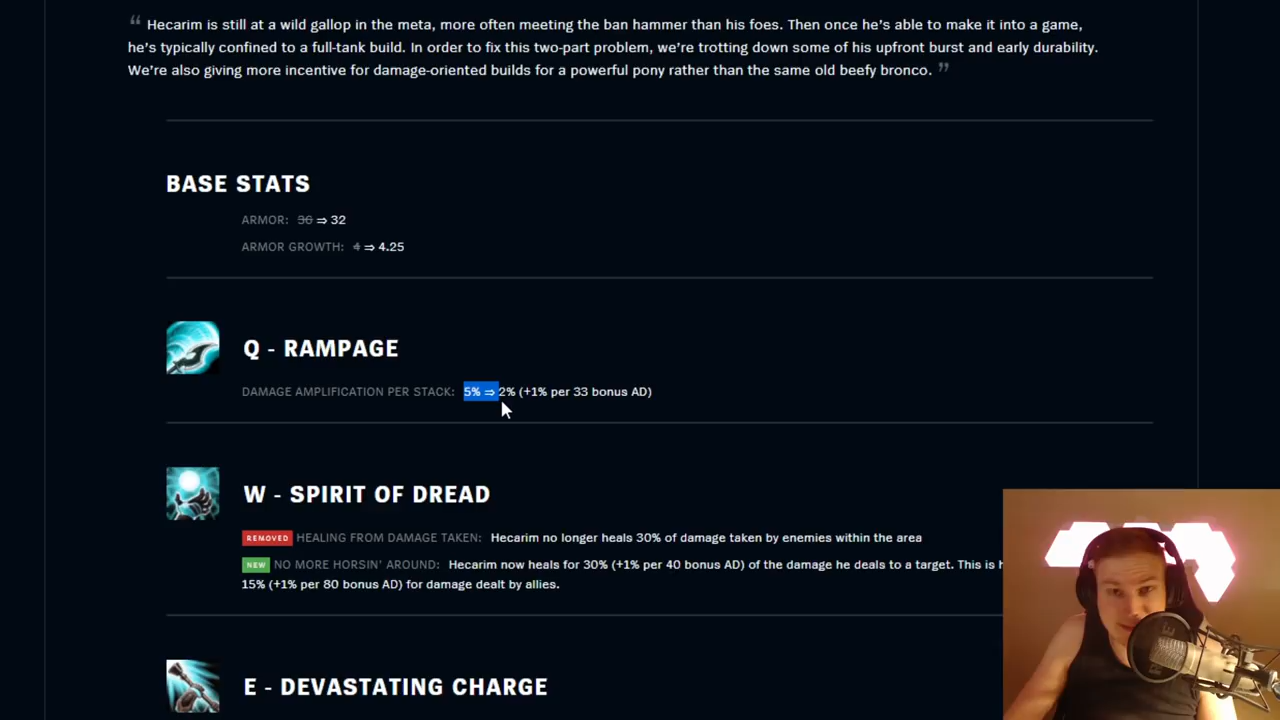 “ Hecarim is still at a wild gallop in the meta, more often meeting the ban hammer than his foes. Then once he's able to make it into a game,
he's typically confined to a full-tank build. In order to fix this two-part problem, we're trotting down some of his upfront burst and early durability.
We're also giving more incentive for damage-oriented builds for a powerful pony rather than the same old beefy bronco. ”
BASE STATS
ARMOR: 36 ⇒ 32
ARMOR GROWTH: 4 ⇒ 4.25
Q - RAMPAGE
DAMAGE AMPLIFICATION PER STACK: 5% ⇒ 2% (+1% per 33 bonus AD)
W - SPIRIT OF DREAD
REMOVED HEALING FROM DAMAGE TAKEN: Hecarim no longer heals 30% of damage taken by enemies within the area
NEW NO MORE HORSIN' AROUND: Hecarim now heals for 30% (+1% per 40 bonus AD) of the damage he deals to a target. This is
15% (+1% per 80 bonus AD) for damage dealt by allies.
E - DEVASTATING CHARGE